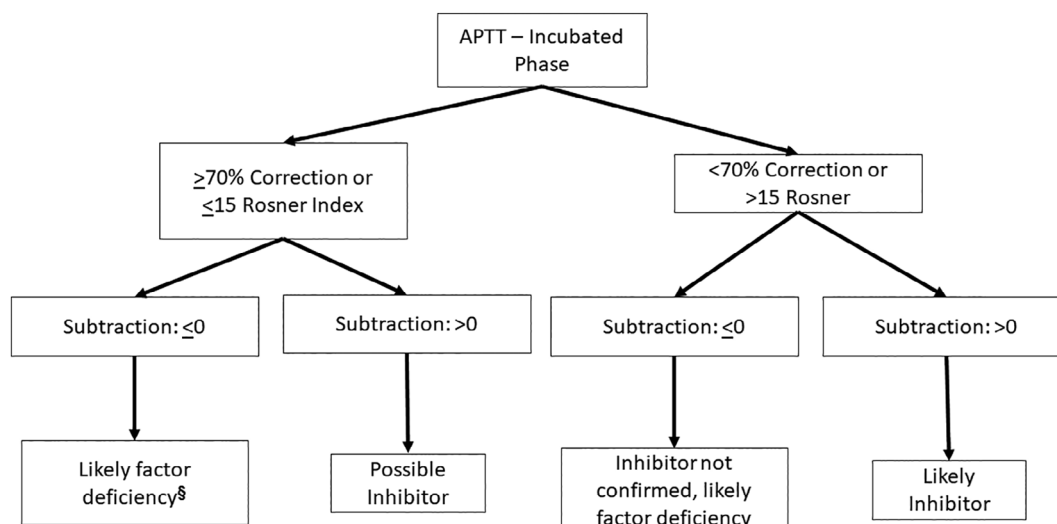 APTT – Incubated
Phase
≥70% Correction or
≤15 Rosner Index
<70% Correction or
>15 Rosner
Subtraction: ≤0
Subtraction: >0
Subtraction: ≤0
Subtraction: >0
Likely factor
deficiency§
Possible
Inhibitor
Inhibitor not
confirmed, likely
factor deficiency
Likely
Inhibitor